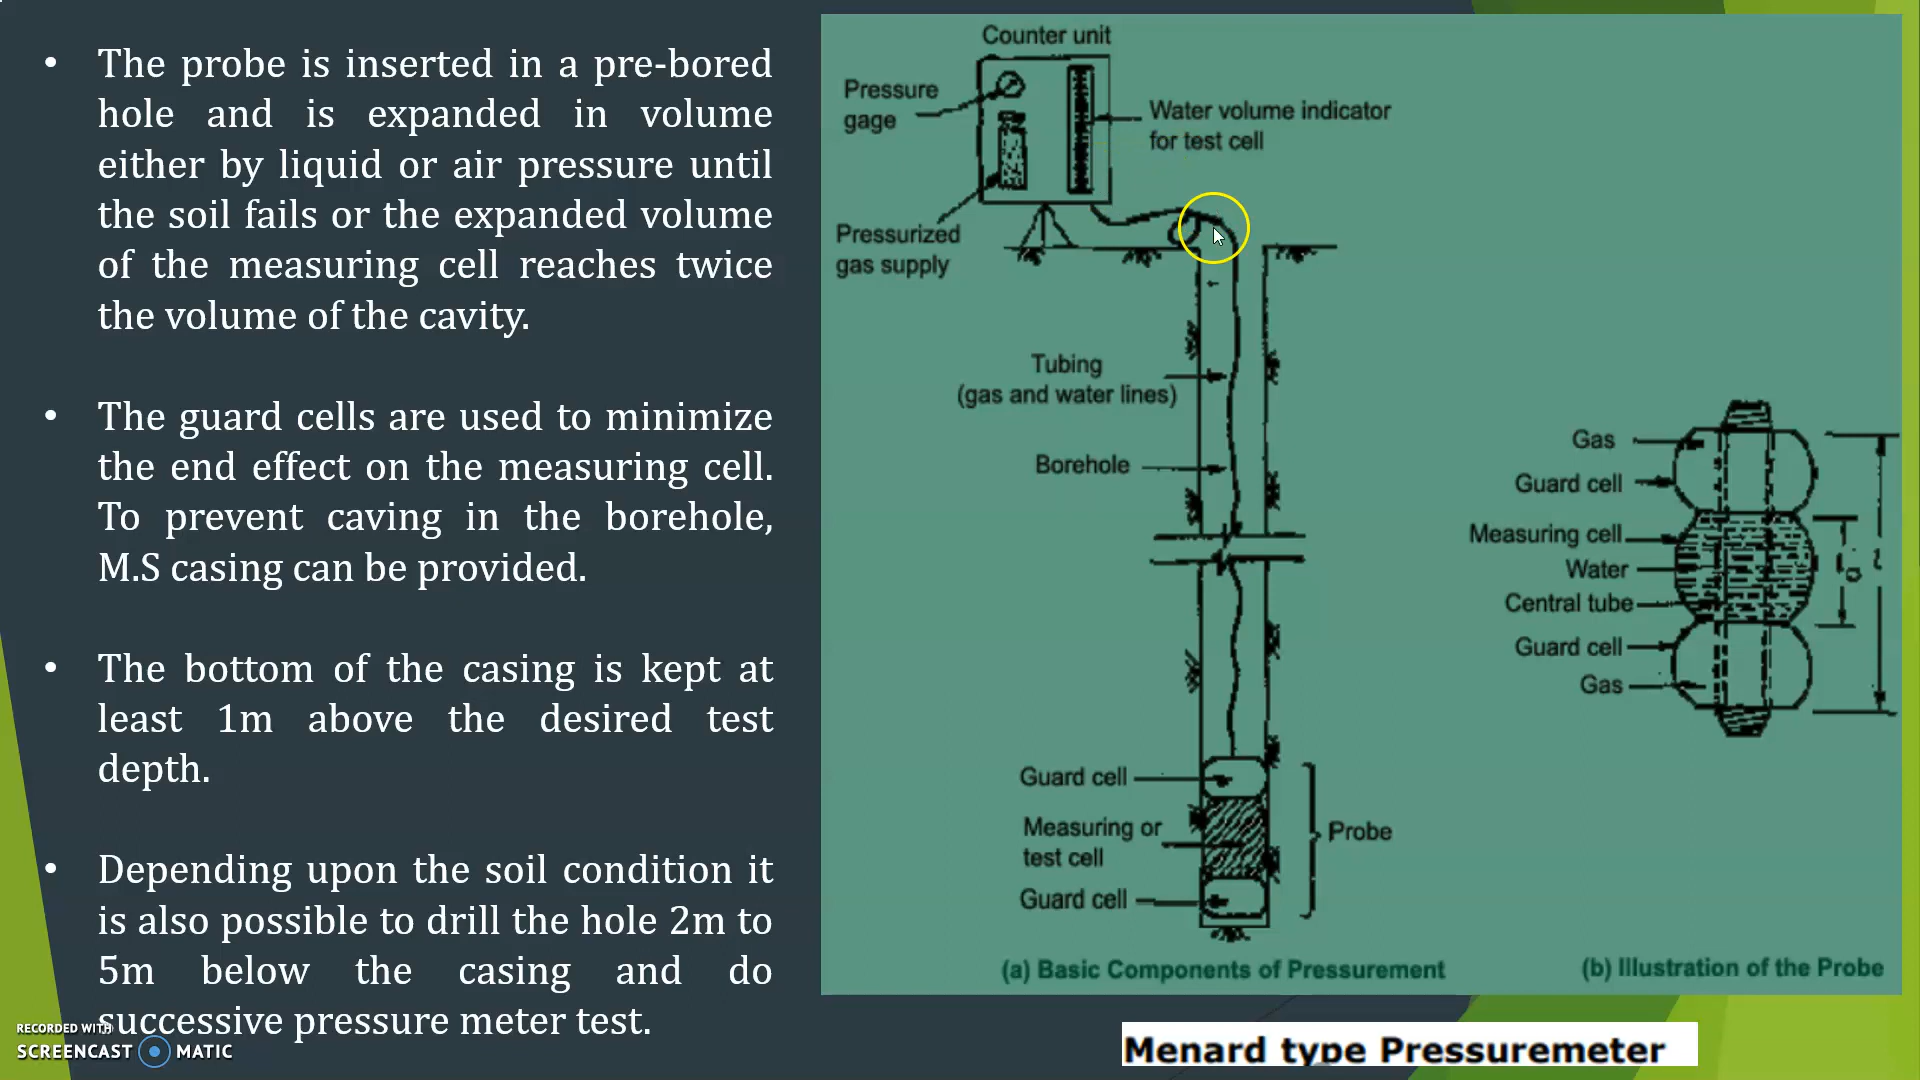 • The probe is inserted in a pre-bored
hole and is expanded in volume
either by liquid or air pressure until
the soil fails or the expanded volume
of the measuring cell reaches twice
the volume of the cavity.
• The guard cells are used to minimize
the end effect on the measuring cell.
To prevent caving in the borehole,
M.S casing can be provided.
• The bottom of the casing is kept at
least 1m above the desired test
depth.
• Depending upon the soil condition it
is also possible to drill the hole 2m to
5m below the casing and do
successive pressure meter test.
Counter unit
Pressure
gage
Water volume indicator
for test cell
Pressurized
gas supply
Tubing
(gas and water lines)
Borehole
Guard cell
Measuring or
test cell
Guard cell
Probe
(a) Basic Components of Pressurement
Gas
Guard cell
Measuring cell
Water
Central tube
Guard cell
Gas
(b) Illustration of the Probe
Menard type Pressuremeter
RECORDED WITH
SCREENCAST MATIC